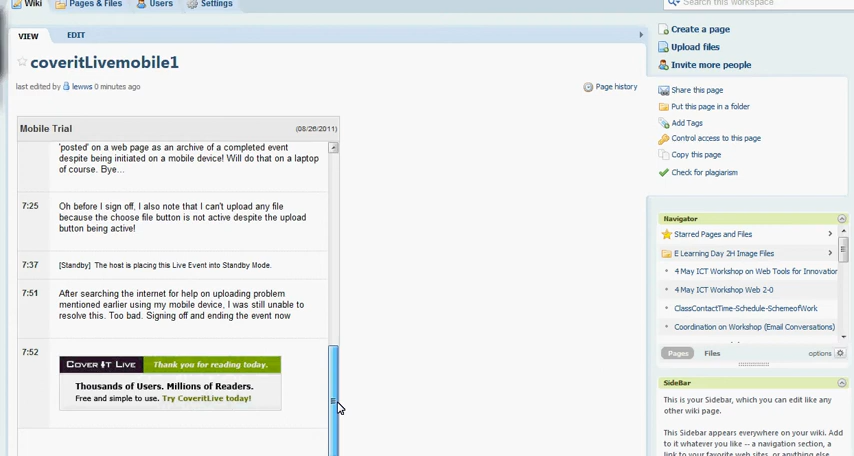 Wiki
Pages & Files
Users
Settings
Search this workspace
VIEW
EDIT
coveritLivemobile1
last edited by lewws 0 minutes ago
Page history
Mobile Trial
(08/26/2011)
'posted' on a web page as an archive of a completed event
despite being initiated on a mobile device! Will do that on a laptop
of course. Bye...
7:25
Oh before I sign off, I also note that I can't upload any file
because the choose file button is not active despite the upload
button being active!
7:37
[Standby] The host is placing this Live Event into Standby Mode.
7:51
After searching the internet for help on uploading problem
mentioned earlier using my mobile device, I was still unable to
resolve this. Too bad. Signing off and ending the event now
7:52
COVER IT LIVE
Thank you for reading today.
Thousands of Users. Millions of Readers.
Free and simple to use. Try CoveritLive today!
Create a page
Upload files
Invite more people
Share this page
Put this page in a folder
Add Tags
Control access to this page
Copy this page
Check for plagiarism
Navigator
Starred Pages and Files
E Learning Day 2H Image Files
4 May ICT Workshop on Web Tools for Innovation
4 May ICT Workshop Web 2-0
ClassContactTime-Schedule-SchemeofWork
Coordination on Workshop (Email Conversations)
Pages
Files
options
SideBar
This is your Sidebar, which you can edit like any
other wiki page.
This Sidebar appears everywhere on your wiki. Add
to it whatever you like -- a navigation section, a
link to your favorite web sites, or anything else.